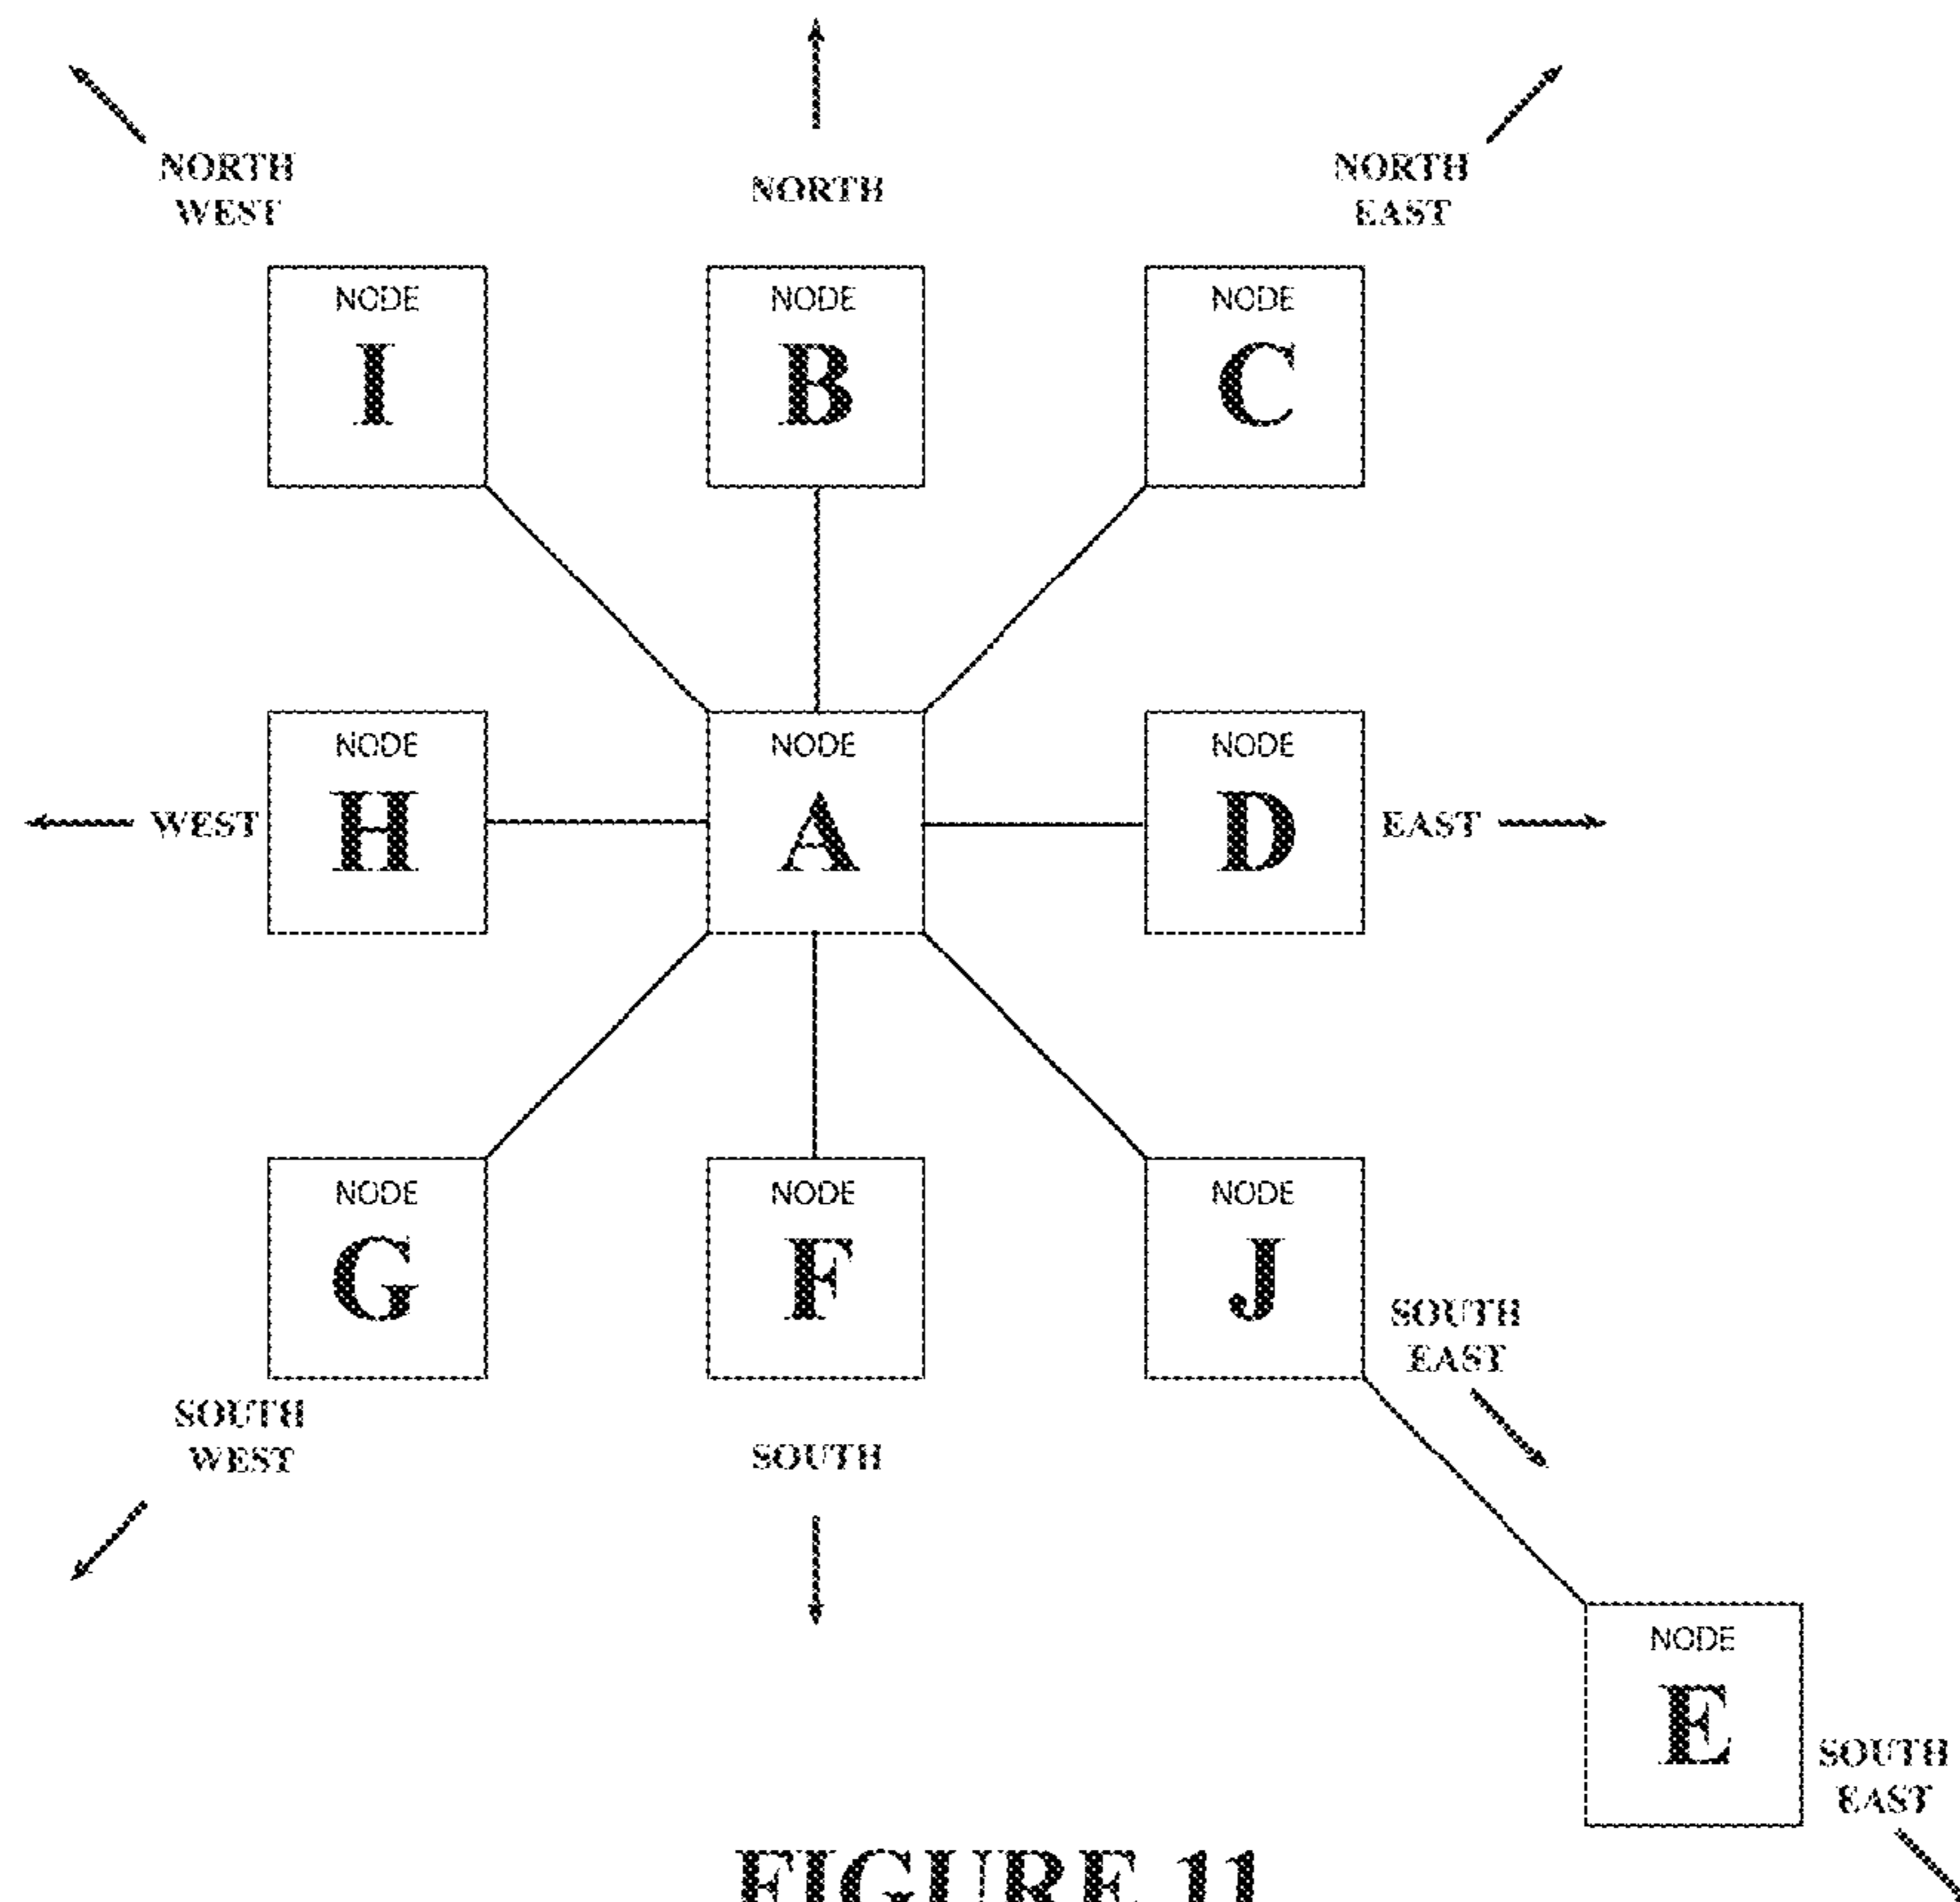 NORTH
WEST
NORTH
NORTH
EAST
NODE
I
NODE
B
NODE
C
WEST
NODE
H
NODE
A
NODE
D
EAST
NODE
G
NODE
F
NODE
J
SOUTH
EAST
SOUTH
WEST
SOUTH
NODE
E
SOUTH
EAST
FIGURE 11